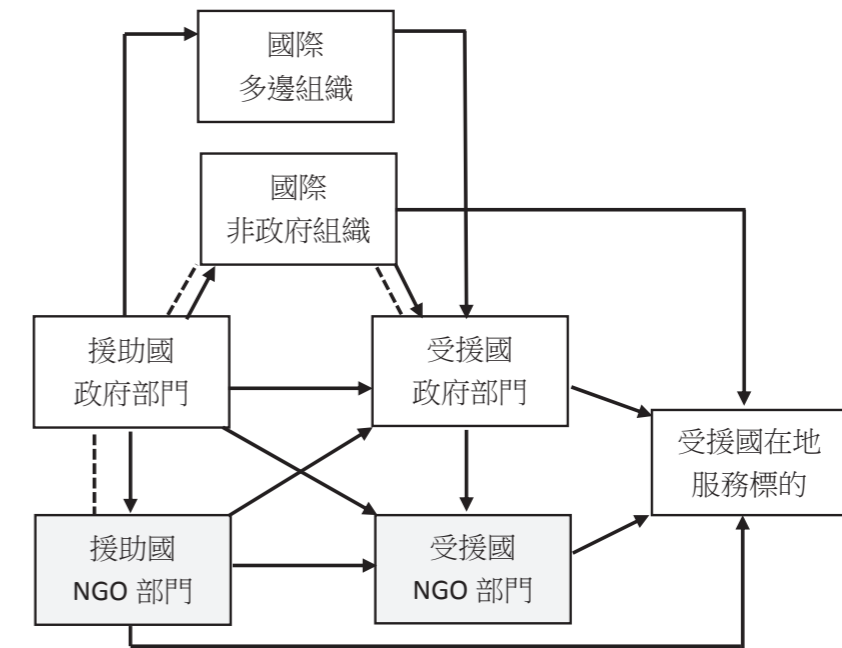 國際
多邊組織
國際
非政府組織
援助國
政府部門
受援國
政府部門
受援國在地
服務標的
援助國
NGO 部門
受援國
NGO 部門